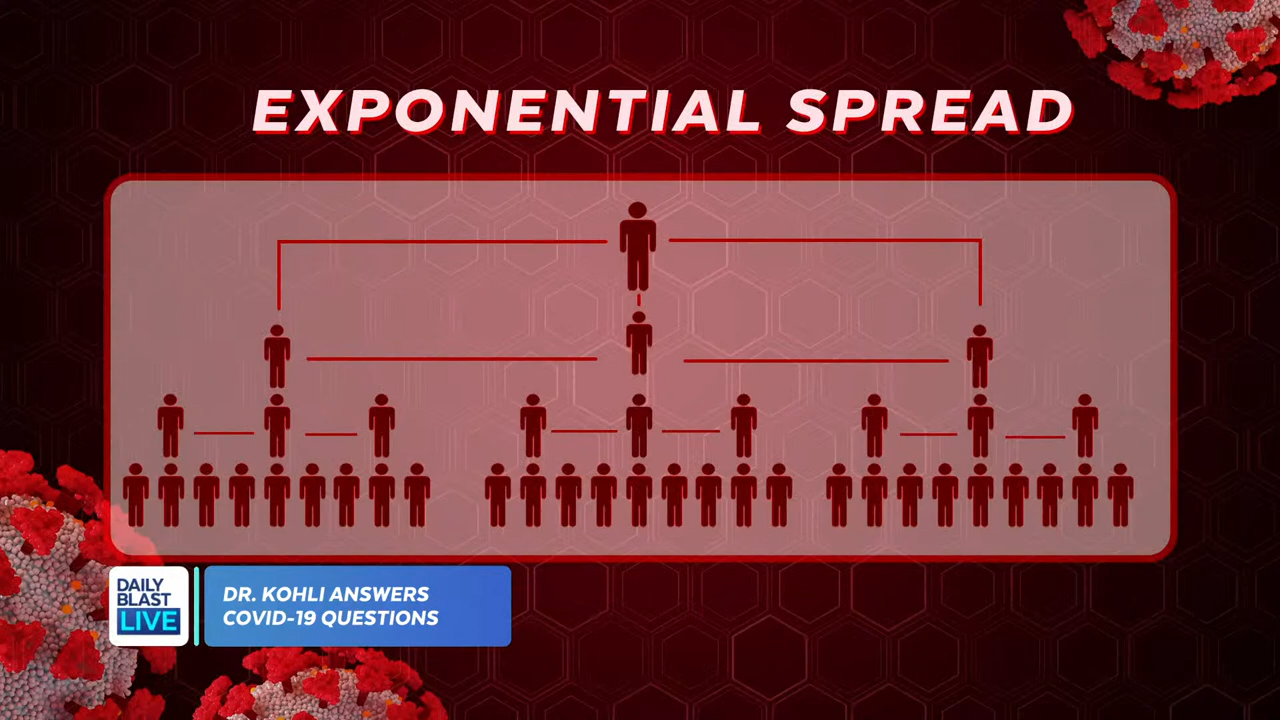 EXPONENTIAL SPREAD
DAILY
BLAST
LIVE
DR. KOHLI ANSWERS
COVID-19 QUESTIONS